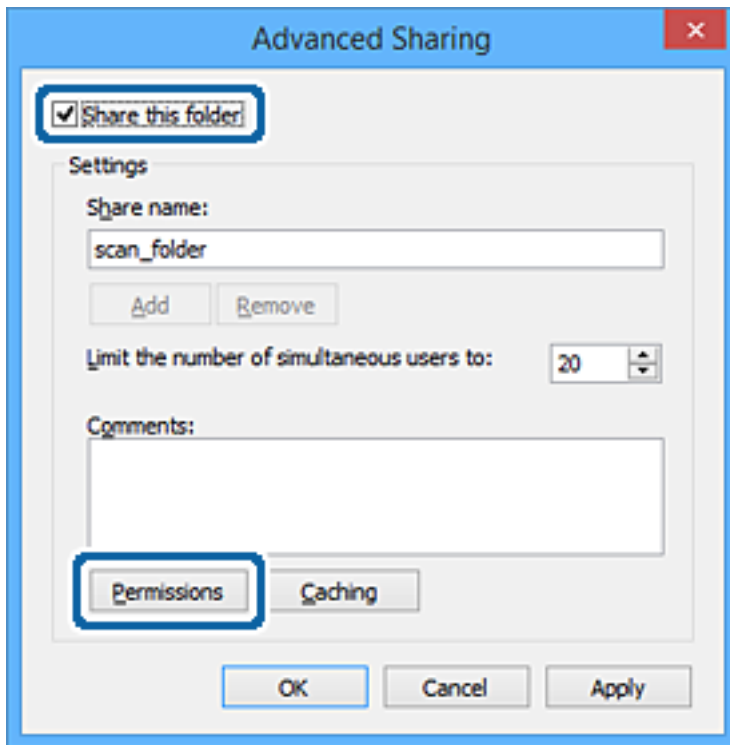 Advanced Sharing
Share this folder
Settings
Share name:
scan_folder
Add Remove
Limit the number of simultaneous users to: 20
Comments:
Permissions Caching
OK Cancel Apply